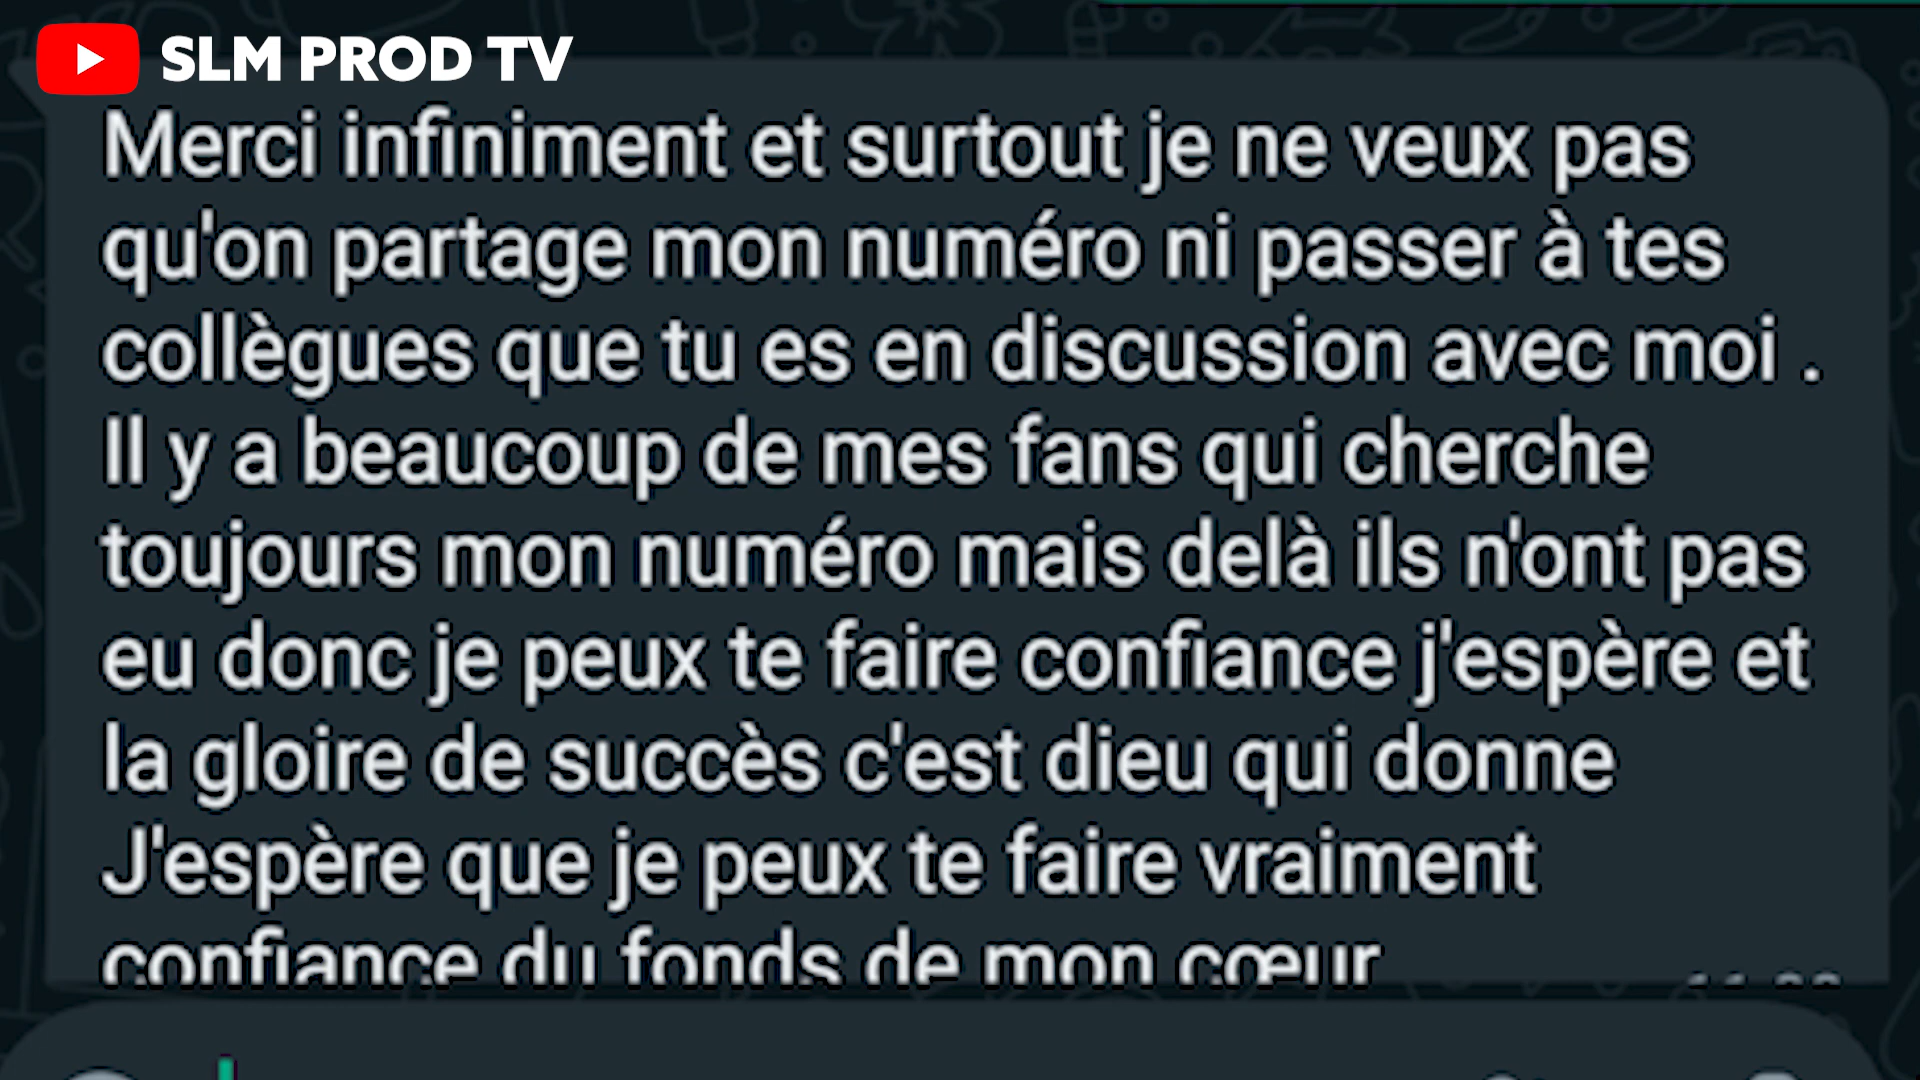 SLM PROD TV
Merci infiniment et surtout je ne veux pas
qu'on partage mon numéro ni passer à tes
collègues que tu es en discussion avec moi .
Il y a beaucoup de mes fans qui cherche
toujours mon numéro mais delà ils n'ont pas
eu donc je peux te faire confiance j'espère et
la gloire de succès c'est dieu qui donne
J'espère que je peux te faire vraiment
confiance du fonds de mon cœur